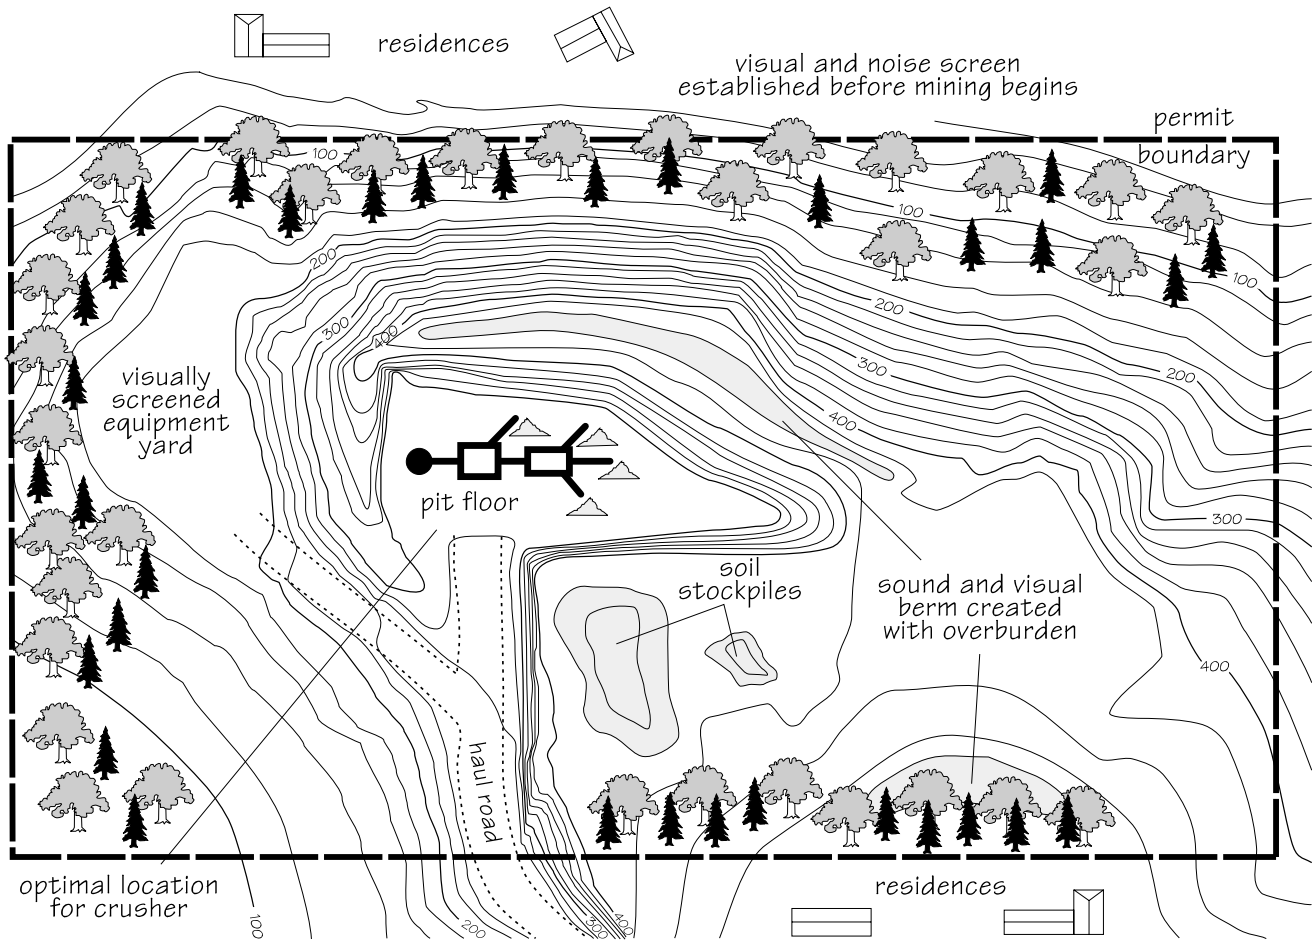 residences
visual and noise screen
established before mining begins
permit
boundary
100
100
100
200
200
200
300
300
400
400
visually
screened
equipment
yard
pit floor
300
soil
stockpiles
sound and visual
berm created
with overburden
400
haul road
optimal location
for crusher
residences
100
200
300
400